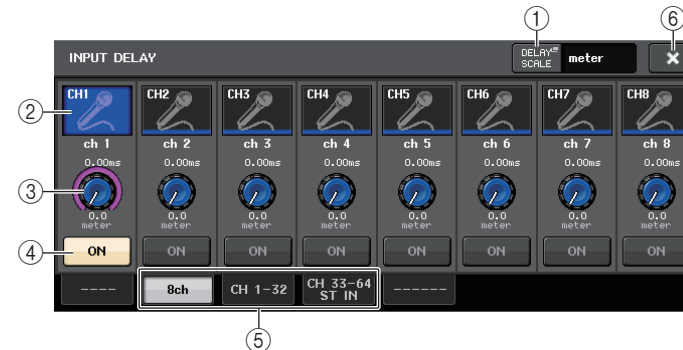 ① ⑥
INPUT DELAY DELAY SCALE meter ×
② CH1 CH2 CH3 CH4 CH5 CH6 CH7 CH8
ch 1 ch 2 ch 3 ch 4 ch 5 ch 6 ch 7 ch 8
0.00ms 0.00ms 0.00ms 0.00ms 0.00ms 0.00ms 0.00ms 0.00ms
③
0.0 0.0 0.0 0.0 0.0 0.0 0.0 0.0
meter meter meter meter meter meter meter meter
④ ON ON ON ON ON ON ON ON
---- 8ch CH 1-32 CH 33-64 ------
ST IN
⑤